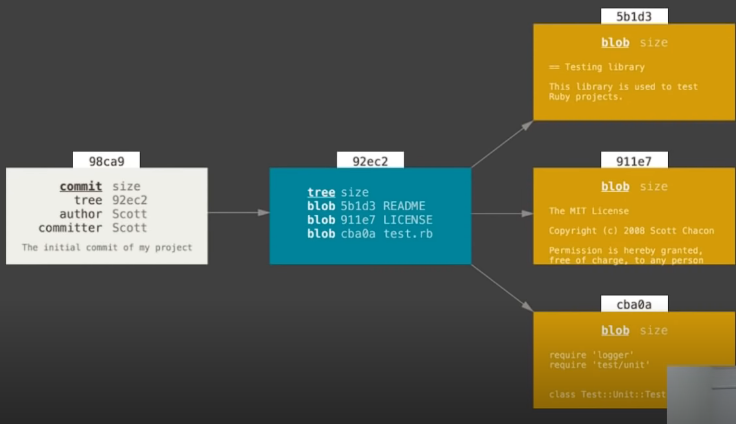 98ca9
commit size
tree 92ec2
author Scott
committer Scott
The initial commit of my project
92ec2
tree size
blob 5b1d3 README
blob 911e7 LICENSE
blob cba0a test.rb
5b1d3
blob size
== Testing library
This library is used to test
Ruby projects.
911e7
blob size
The MIT License
Copyright (c) 2008 Scott Chacon
Permission is hereby granted,
free of charge, to any person
cba0a
blob size
require 'logger'
require 'test/unit'
class Test::Unit::Test